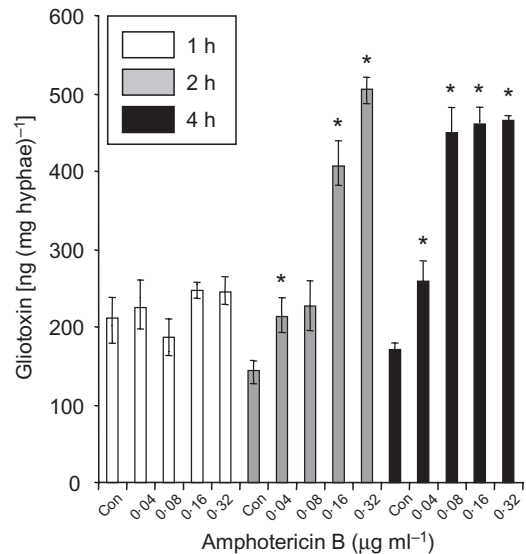 600
500
400
300
200
100
0
Gliotoxin [ng (mg hyphae)⁻¹]
1 h
2 h
4 h
* * * * * * * *
Con 0·04 0·08 0·16 0·32 Con 0·04 0·08 0·16 0·32 Con 0·04 0·08 0·16 0·32
Amphotericin B (µg ml⁻¹)